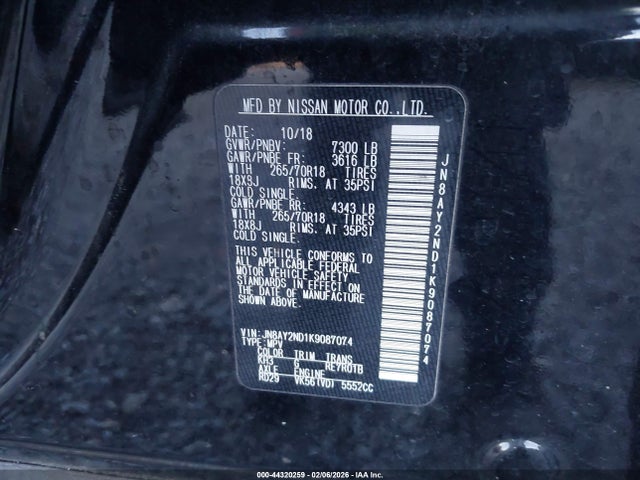 MFD BY NISSAN MOTOR CO.,LTD.
DATE: 10/18
GVWR/PNBV: 7300 LB
GAWR/PNBE FR: 3616 LB
WITH 265/70R18 TIRES
18X8J RIMS. AT 35PSI
COLD SINGLE.
GAWR/PNBE RR: 4343 LB
WITH 265/70R18 TIRES
18X8J RIMS. AT 35PSI
COLD SINGLE.
THIS VEHICLE CONFORMS TO
ALL APPLICABLE FEDERAL
MOTOR VEHICLE SAFETY
STANDARDS IN EFFECT ON
THE DATE OF MANUFACTURE
SHOWN ABOVE.
VIN: JN8AY2ND1K9087074
TYPE: MPV
COLOR TRIM TRANS
KH3 G RE7R01B
AXLE ENGINE
RD29 VK56(VD) 5552CC
JN8AY2ND1K9087074
000-44320259 - 02/06/2026 - IAA Inc.